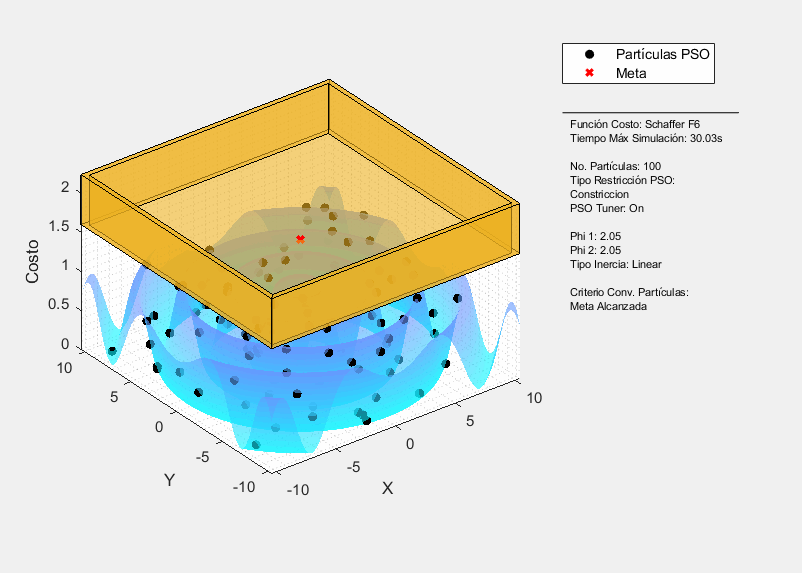 Partículas PSO
Meta
Función Costo: Schaffer F6
Tiempo Máx Simulación: 30.03s
No. Partículas: 100
Tipo Restricción PSO:
Constriccion
PSO Tuner: On
Phi 1: 2.05
Phi 2: 2.05
Tipo Inercia: Linear
Criterio Conv. Partículas:
Meta Alcanzada
Costo
2
1.5
1
0.5
0
10
5
0
-5
-10
Y
-10
-5
0
5
10
X